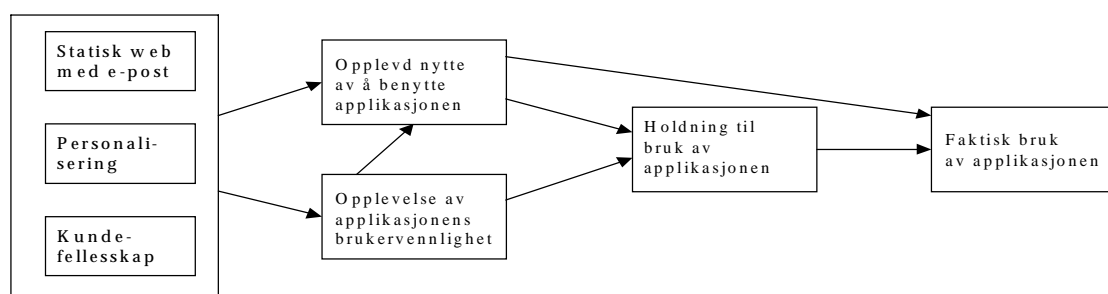 Statisk web
med e-post
Personali-
sering
Kunde-
fellesskap
Opplevd nytte
av å benytte
applikasjonen
Opplevelse av
applikasjonens
brukervennlighet
Holdning til
bruk av
applikasjonen
Faktisk bruk
av applikasjonen